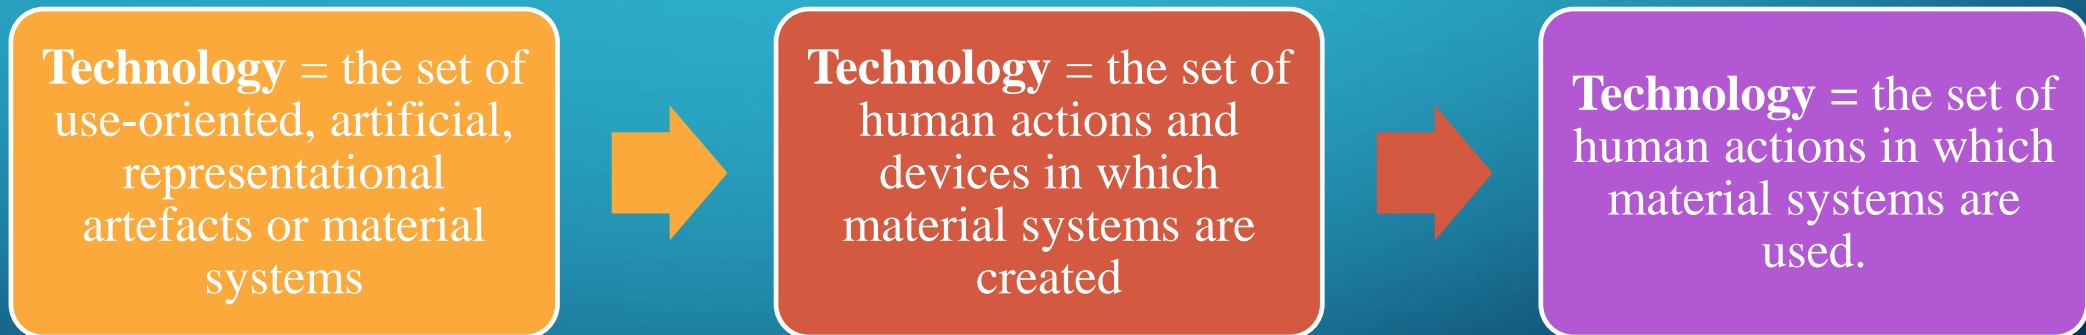 Technology = the set of
use-oriented, artificial,
representational
artefacts or material
systems
Technology = the set of
human actions and
devices in which
material systems are
created
Technology = the set of
human actions in which
material systems are
used.